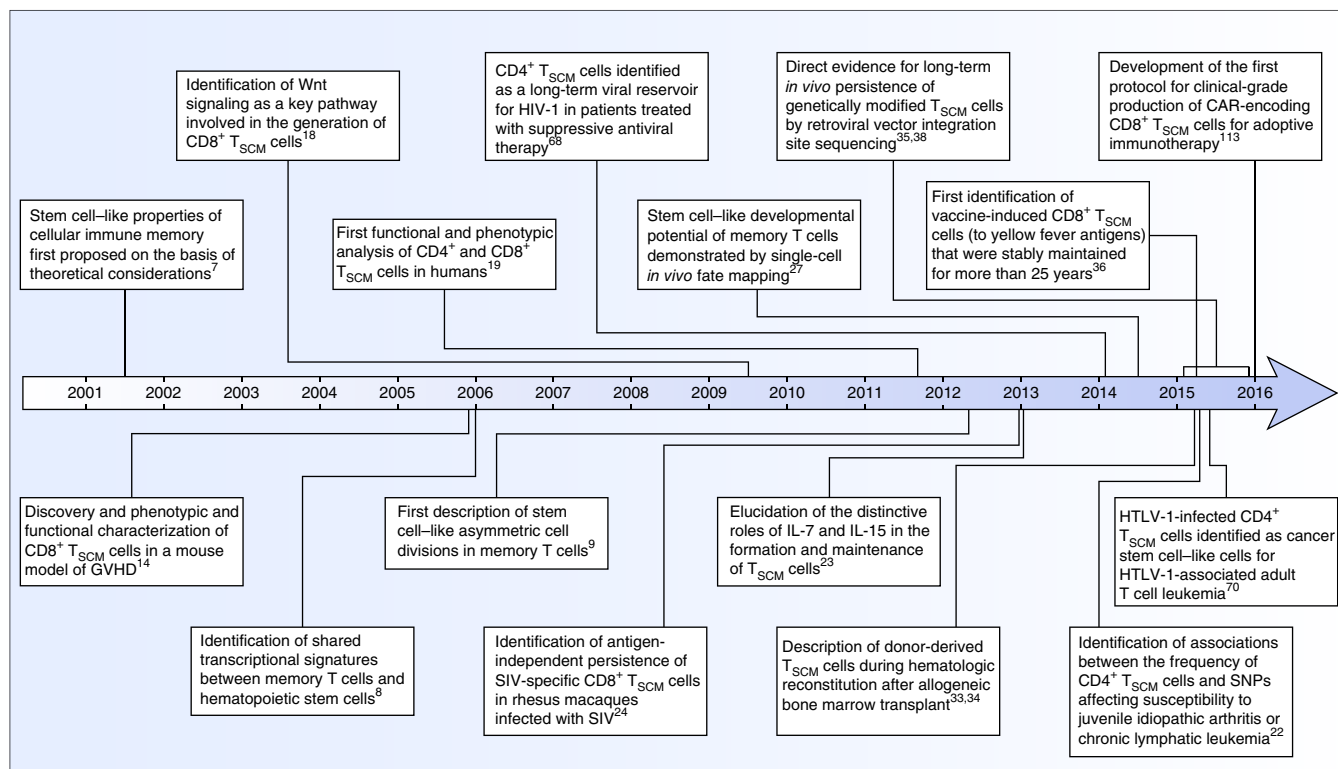 Identification of Wnt
signaling as a key pathway
involved in the generation of
CD8⁺ T_SCM cells¹⁸
CD4⁺ T_SCM cells identified
as a long-term viral reservoir
for HIV-1 in patients treated
with suppressive antiviral
therapy⁶⁸
Direct evidence for long-term
in vivo persistence of
genetically modified T_SCM cells
by retroviral vector integration
site sequencing³⁵,³⁸
Development of the first
protocol for clinical-grade
production of CAR-encoding
CD8⁺ T_SCM cells for adoptive
immunotherapy¹¹³
Stem cell–like properties of
cellular immune memory
first proposed on the basis of
theoretical considerations⁷
First functional and phenotypic
analysis of CD4⁺ and CD8⁺
T_SCM cells in humans¹⁹
Stem cell–like developmental
potential of memory T cells
demonstrated by single-cell
in vivo fate mapping²⁷
First identification of
vaccine-induced CD8⁺ T_SCM
cells (to yellow fever antigens)
that were stably maintained
for more than 25 years³⁶
2001 2002 2003 2004 2005 2006 2007 2008 2009 2010 2011 2012 2013 2014 2015 2016
Discovery and phenotypic and
functional characterization of
CD8⁺ T_SCM cells in a mouse
model of GVHD¹⁴
First description of stem
cell–like asymmetric cell
divisions in memory T cells⁹
Elucidation of the distinctive
roles of IL-7 and IL-15 in the
formation and maintenance
of T_SCM cells²³
HTLV-1-infected CD4⁺
T_SCM cells identified as cancer
stem cell–like cells for
HTLV-1-associated adult
T cell leukemia⁷⁰
Identification of shared
transcriptional signatures
between memory T cells and
hematopoietic stem cells⁸
Identification of antigen-
independent persistence of
SIV-specific CD8⁺ T_SCM cells
in rhesus macaques
infected with SIV²⁴
Description of donor-derived
T_SCM cells during hematologic
reconstitution after allogeneic
bone marrow transplant³³,³⁴
Identification of associations
between the frequency of
CD4⁺ T_SCM cells and SNPs
affecting susceptibility to
juvenile idiopathic arthritis or
chronic lymphatic leukemia²²